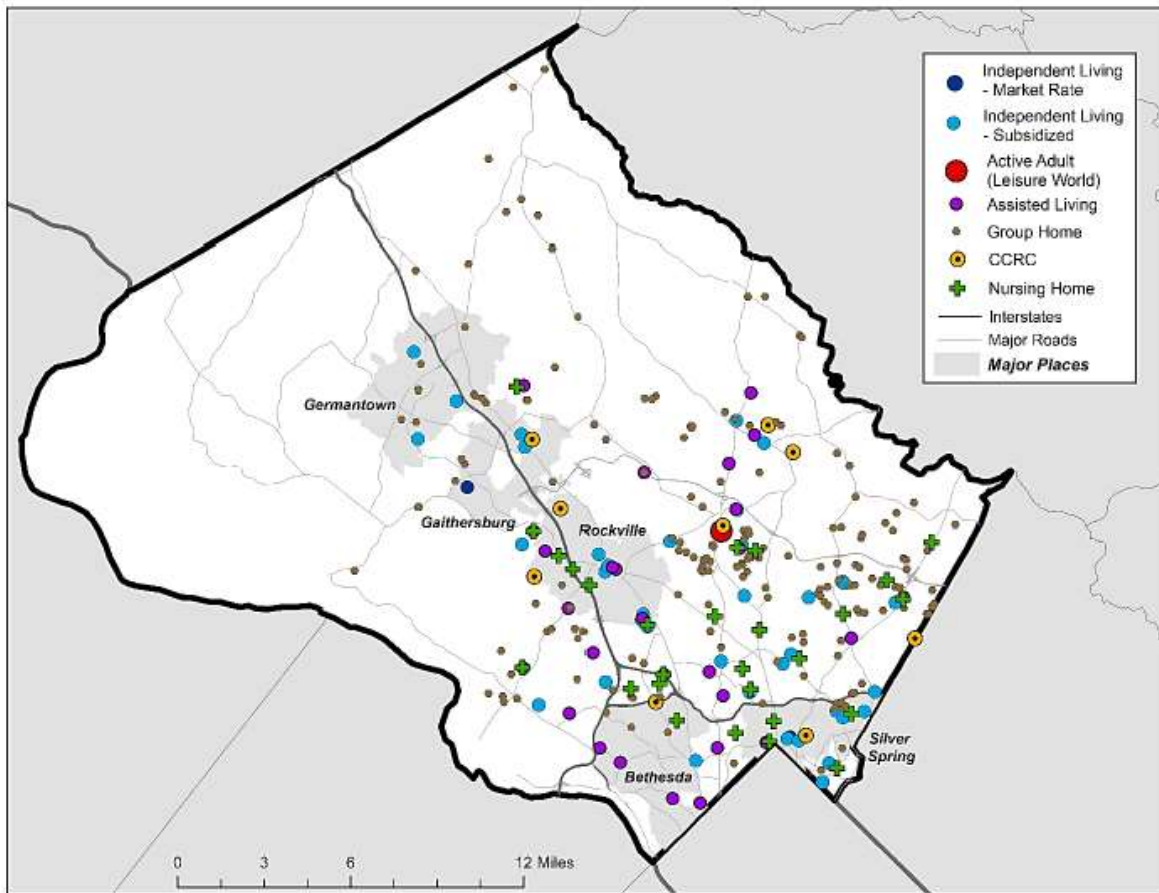 Independent Living
- Market Rate
Independent Living
- Subsidized
Active Adult
(Leisure World)
Assisted Living
Group Home
CCRC
Nursing Home
Interstates
Major Roads
Major Places
Germantown
Gaithersburg
Rockville
Silver
Spring
Bethesda
0 3 6 12 Miles